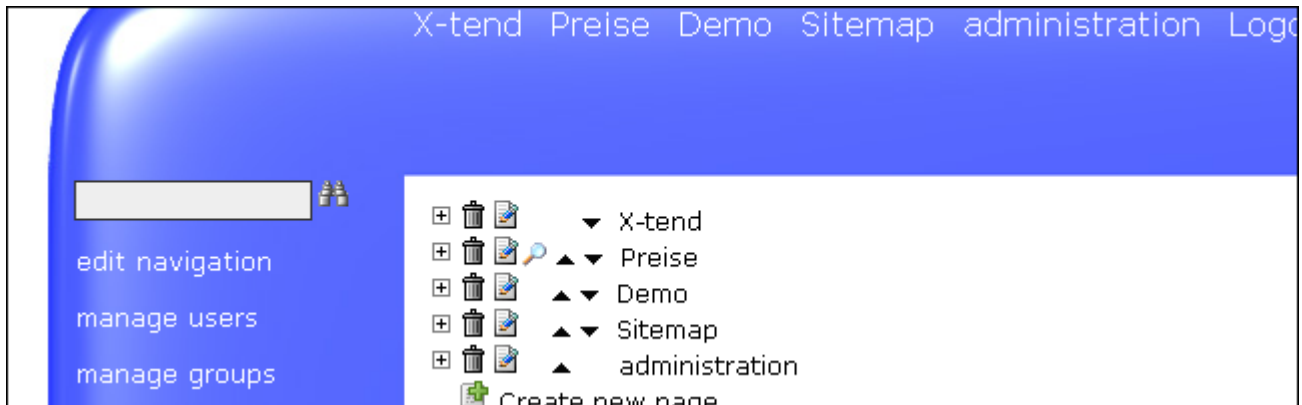 X-tend Preise Demo Sitemap administration
edit navigation
manage users
manage groups
X-tend
Preise
Demo
Sitemap
administration
Create new page